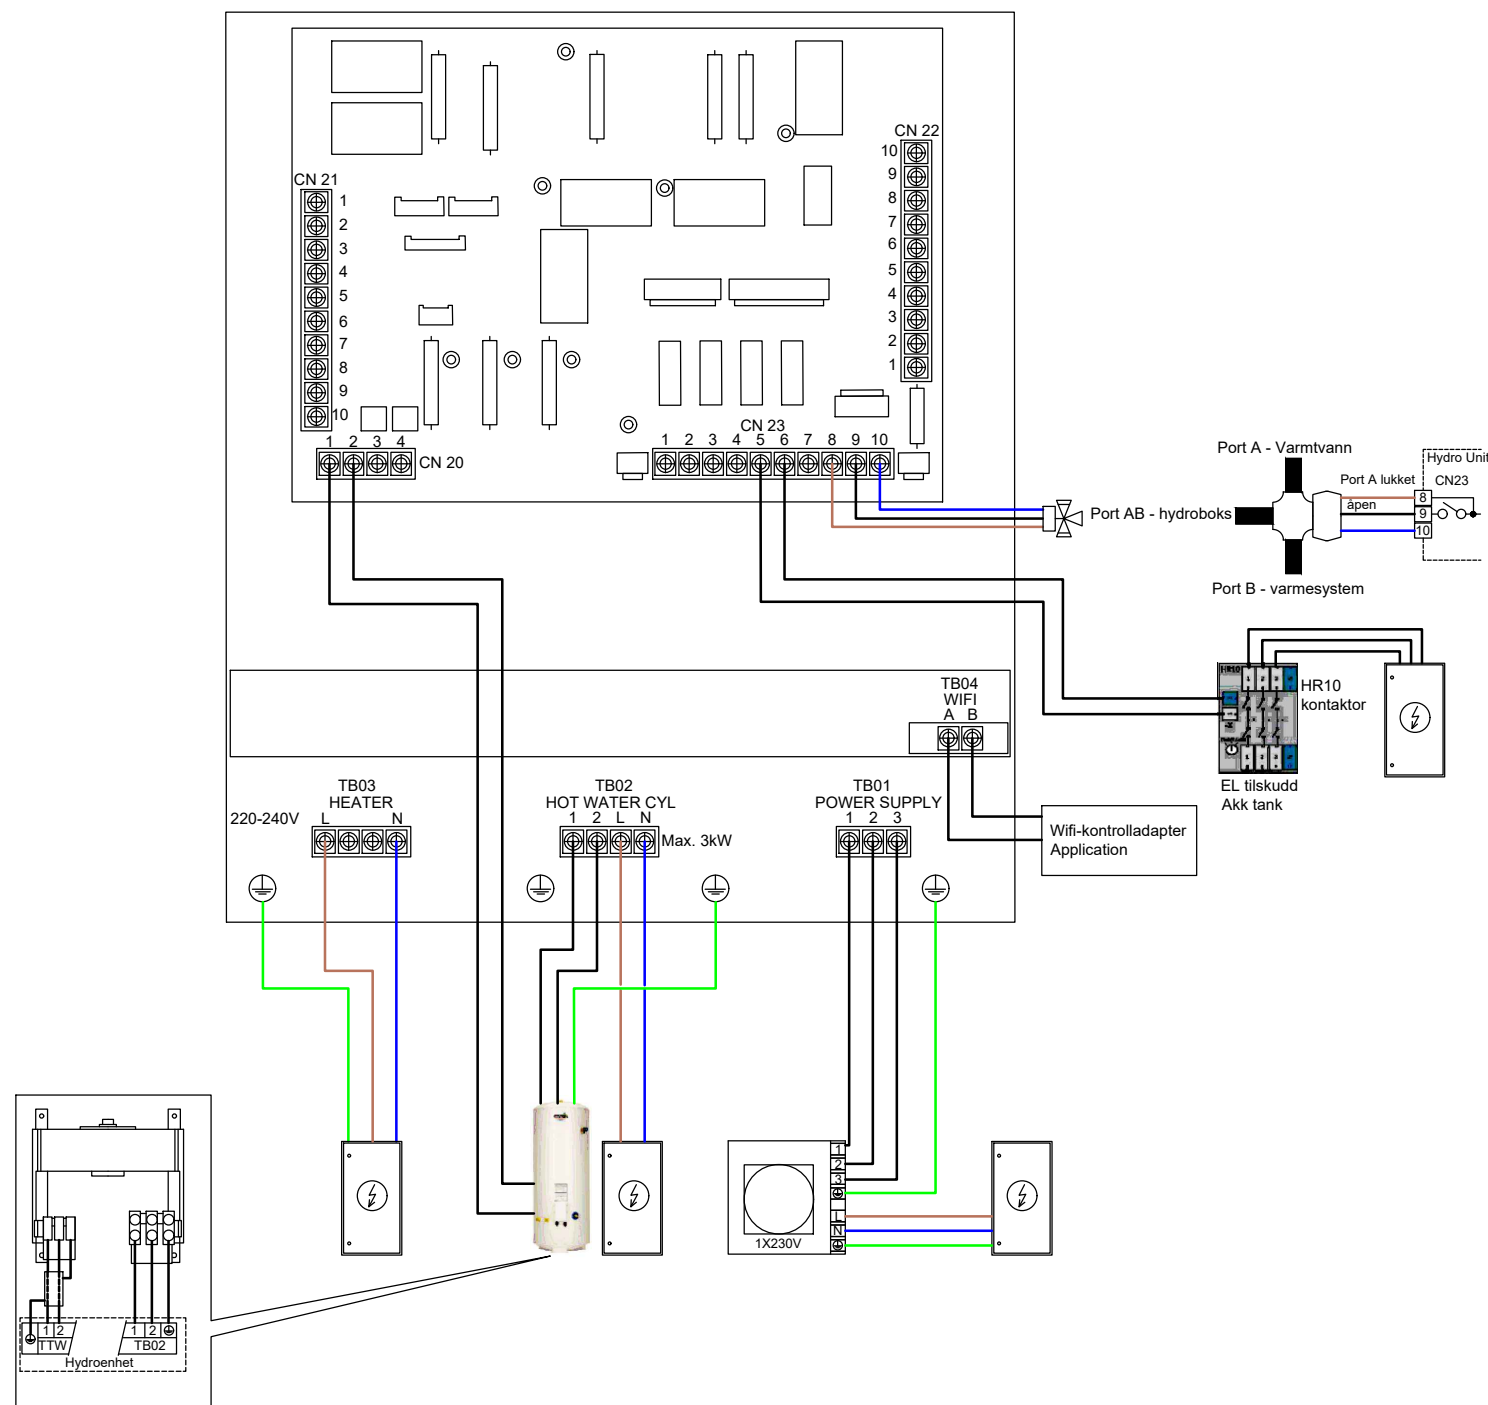 CN 22
10
9
8
7
6
5
4
3
2
1
CN 21
1
2
3
4
5
6
7
8
9
10
1 2 3 4
CN 20
CN 23
1 2 3 4 5 6 7 8 9 10
Port A - Varmtvann
Port AB - hydroboks
Port B - varmesystem
Port A lukket
åpen
Hydro Unit
CN23
8
9
10
HR10
HR10
kontaktor
EL tilskudd
Akk tank
TB04
WIFI
A B
Wifi-kontrolladapter
Application
TB03
HEATER
220-240V
L N
TB02
HOT WATER CYL
1 2 L N
Max. 3kW
TB01
POWER SUPPLY
1 2 3
1
2
3
L
N
1X230V
1 2
TTW
1 2
TB02
Hydroenhet